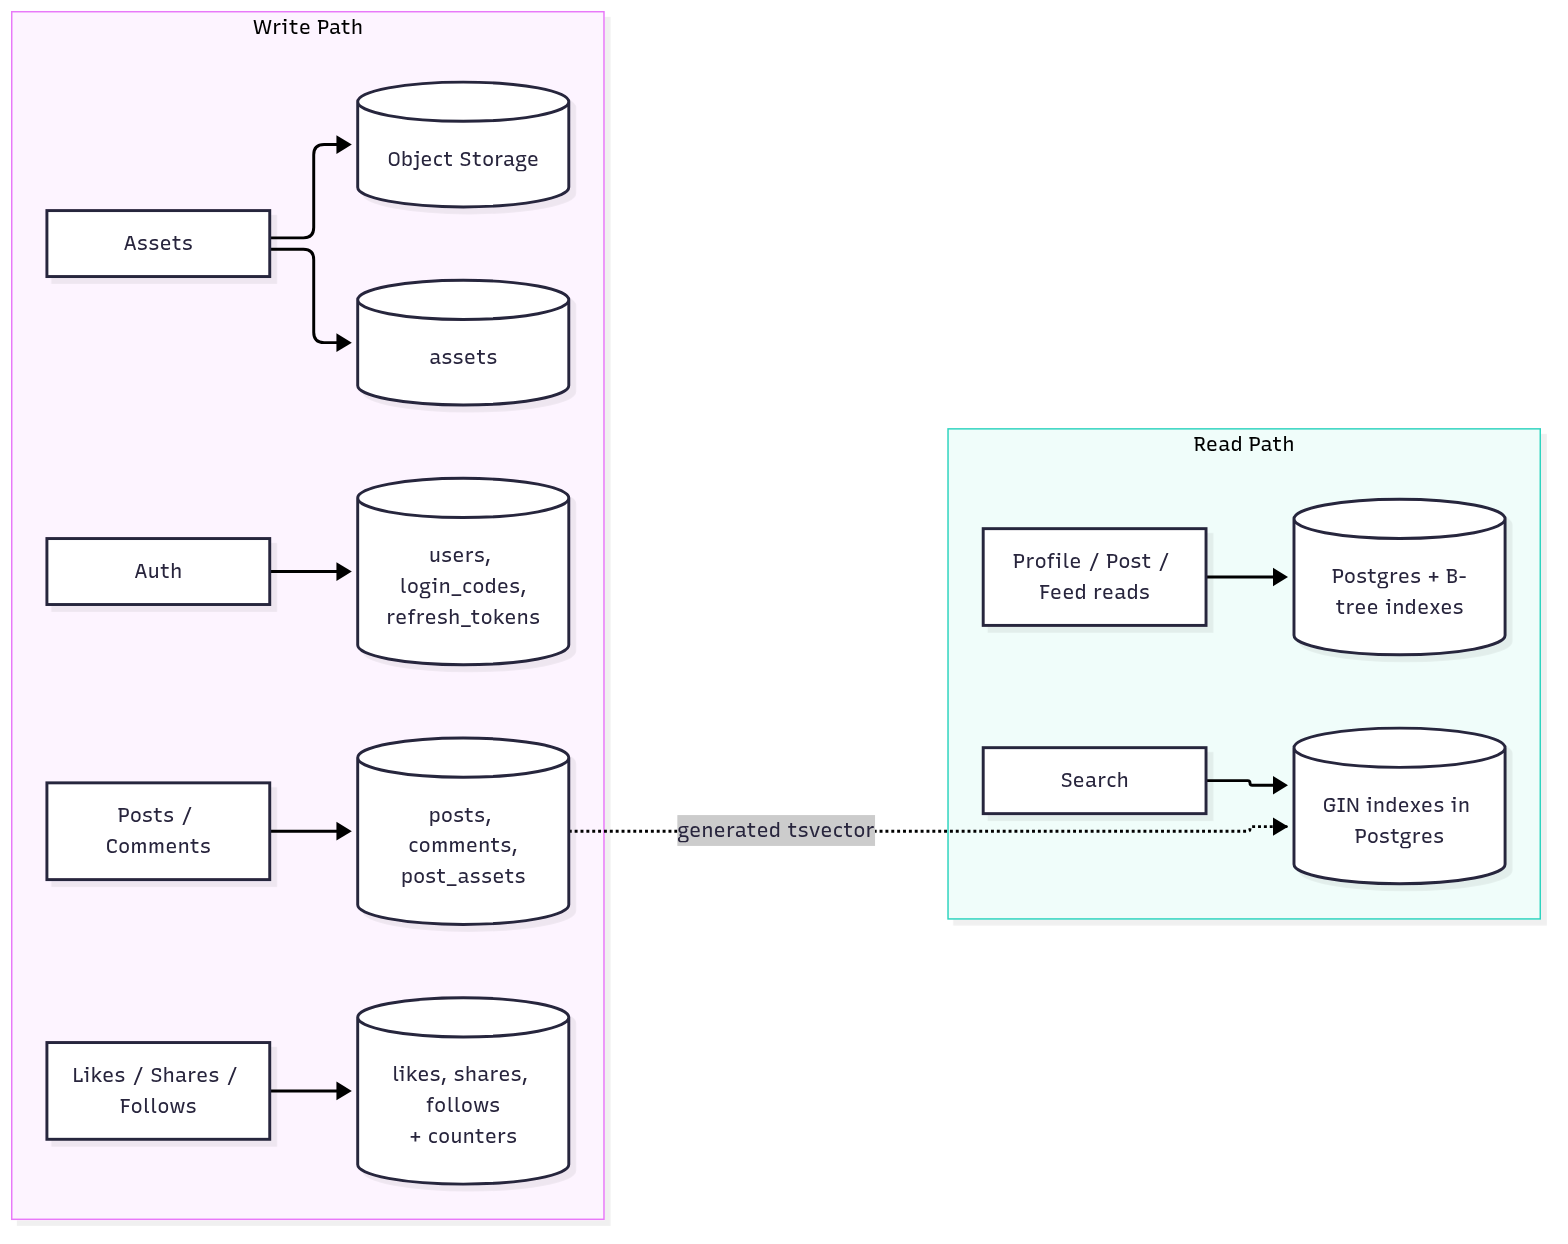 Write Path
Object Storage
Assets
assets
Auth
users,
login_codes,
refresh_tokens
Posts /
Comments
posts,
comments,
post_assets
Likes / Shares /
Follows
likes, shares,
follows
+ counters
generated tsvector
Read Path
Profile / Post /
Feed reads
Postgres + B-
tree indexes
Search
GIN indexes in
Postgres